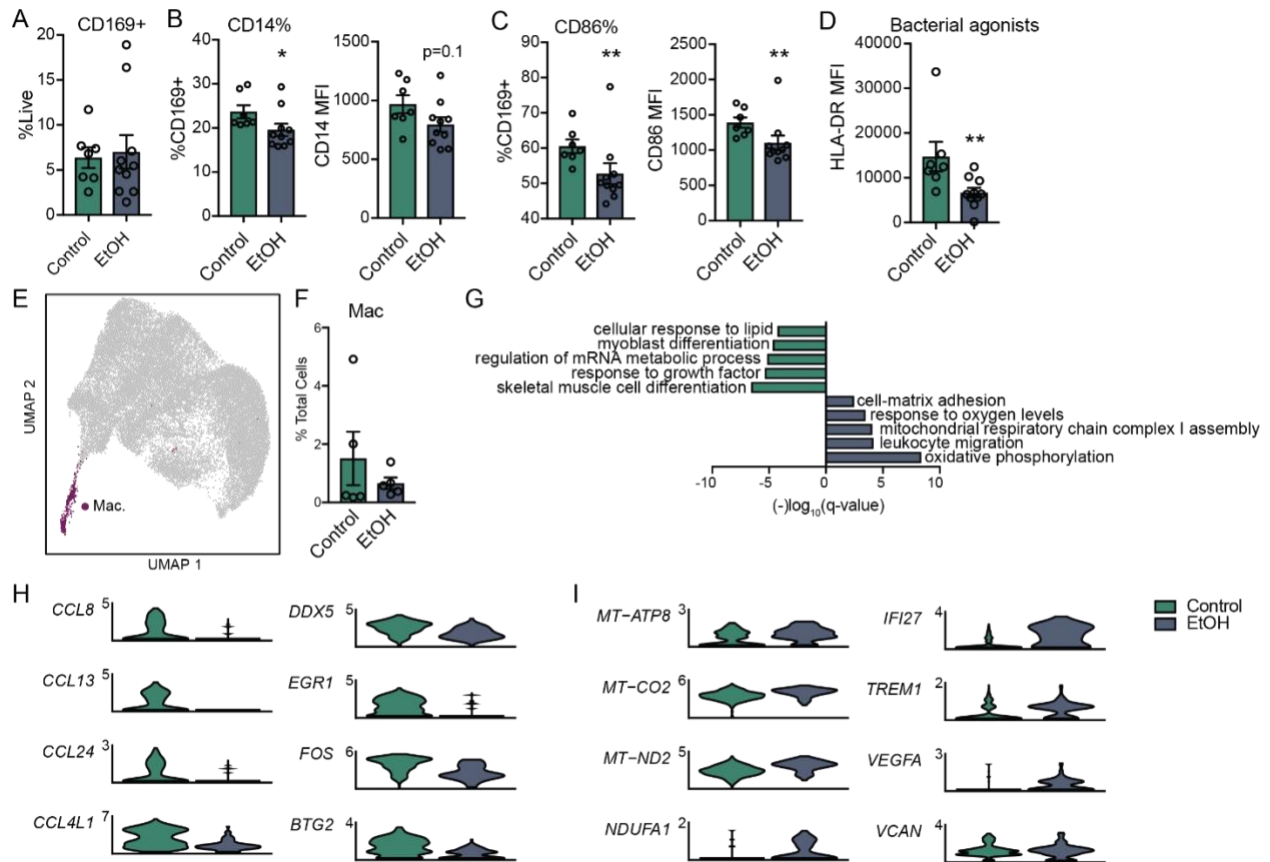 A
CD169+
%Live
20
15
10
5
0
Control
EtOH
B
CD14%
%CD169+
40
30
20
10
0
*
Control
EtOH
CD14 MFI
1500
1000
500
0
p=0.1
Control
EtOH
C
CD86%
%CD169+
90
80
70
60
50
40
**
Control
EtOH
CD86 MFI
2500
2000
1500
1000
500
0
**
Control
EtOH
D
Bacterial agonists
HLA-DR MFI
40000
30000
20000
10000
0
**
Control
EtOH
E
UMAP 2
Mac.
UMAP 1
F
Mac
% Total Cells
6
4
2
0
Control
EtOH
G
cellular response to lipid
myoblast differentiation
regulation of mRNA metabolic process
response to growth factor
skeletal muscle cell differentiation
cell-matrix adhesion
response to oxygen levels
mitochondrial respiratory chain complex I assembly
leukocyte migration
oxidative phosphorylation
-10 -5 0 5 10
(-)log10(q-value)
H
CCL8 5
CCL13 5
CCL24 3
CCL4L1 7
DDX5 5
EGR1 5
FOS 6
BTG2 4
I
MT-ATP8 3
MT-CO2 6
MT-ND2 5
NDUFA1 2
IFI27 4
TREM1 2
VEGFA 3
VCAN 4
Control
EtOH